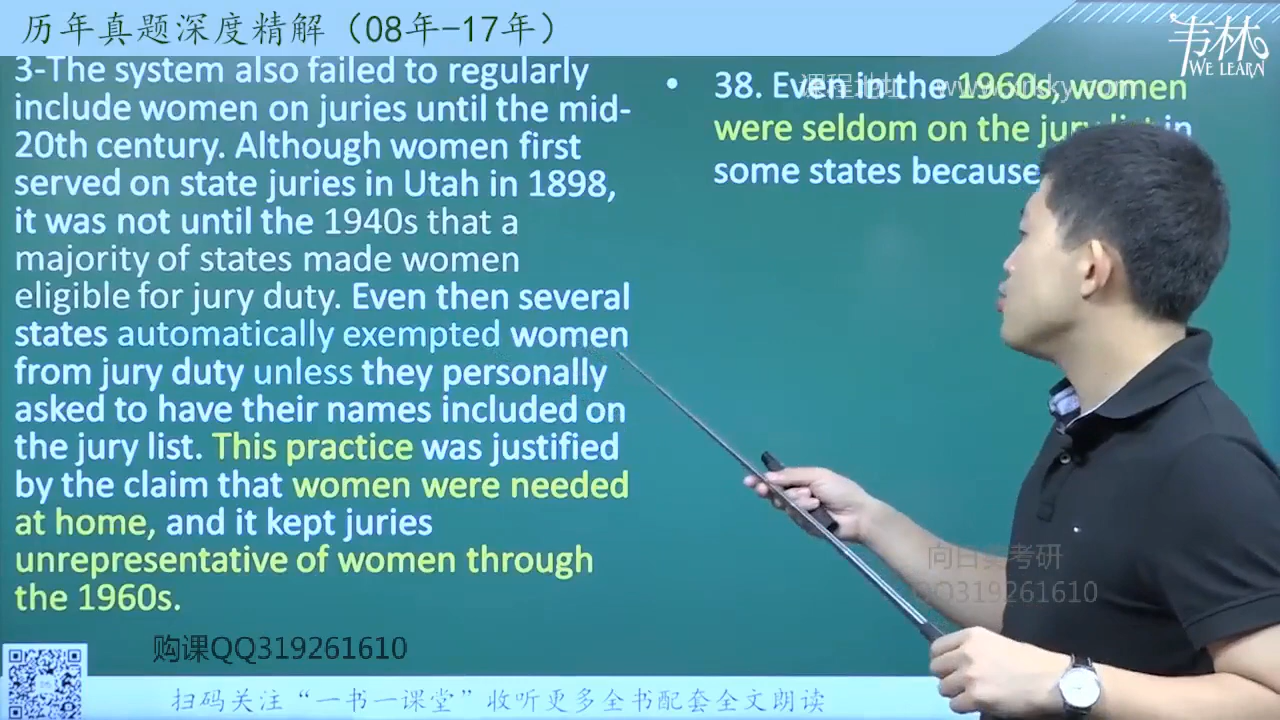 历年真题深度精解（08年-17年）
韦林
WE LEARN
3-The system also failed to regularly
include women on juries until the mid-
20th century. Although women first
served on state juries in Utah in 1898,
it was not until the 1940s that a
majority of states made women
eligible for jury duty. Even then several
states automatically exempted women
from jury duty unless they personally
asked to have their names included on
the jury list. This practice was justified
by the claim that women were needed
at home, and it kept juries
unrepresentative of women through
the 1960s.
• 38. Even in the 1960s, women
were seldom on the jury list in
some states because
课程
向日葵考研
QQ319261610
购课QQ319261610
扫码关注“一书一课堂”收听更多全书配套全文朗读